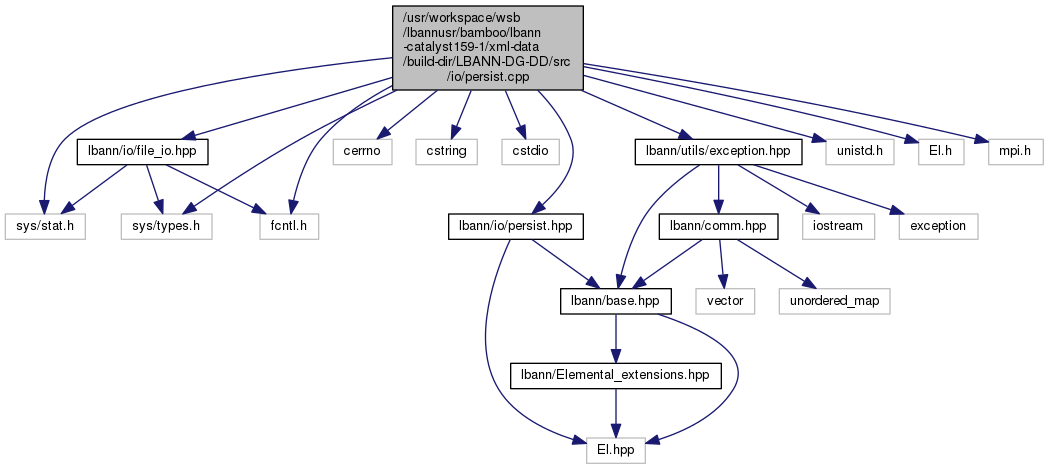 /usr/workspace/wsb
/lbannusr/bamboo/lbann
-catalyst159-1/xml-data
/build-dir/LBANN-DG-DD/src
/io/persist.cpp
lbann/io/file_io.hpp
cerrno
cstring
cstdio
lbann/utils/exception.hpp
unistd.h
El.h
mpi.h
sys/stat.h
sys/types.h
fcntl.h
lbann/io/persist.hpp
lbann/comm.hpp
iostream
exception
lbann/base.hpp
vector
unordered_map
lbann/Elemental_extensions.hpp
El.hpp